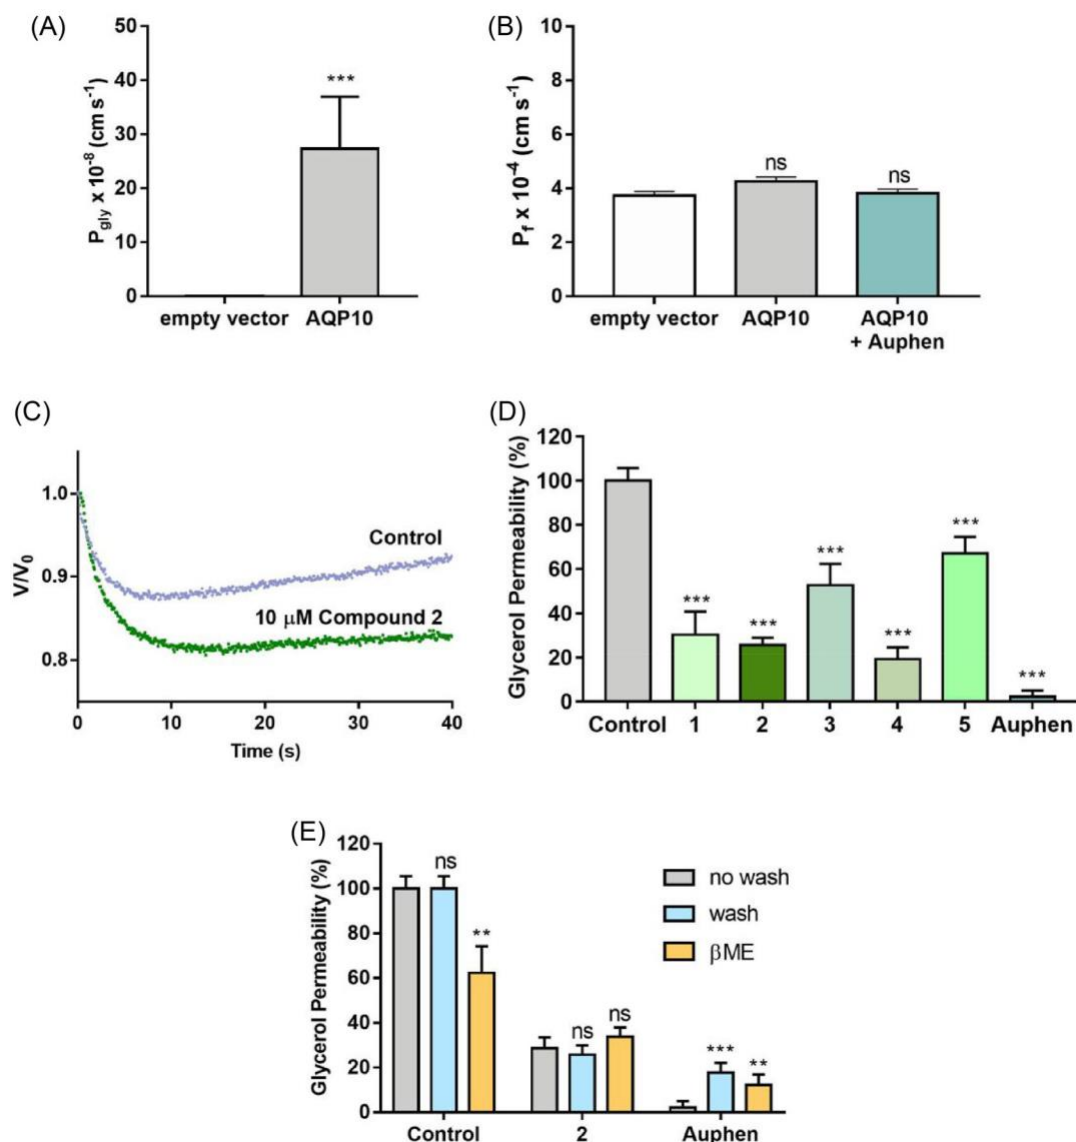 (A)
50
40
30
20
10
0
P_gly x 10^-8 (cm s^-1)
***
empty vector AQP10
(B)
10
8
6
4
2
0
P_f x 10^-4 (cm s^-1)
ns
ns
empty vector AQP10 AQP10
+ Auphen
(C)
1.0
0.9
0.8
V/V_0
Control
10 μM Compound 2
0 10 20 30 40
Time (s)
(D)
120
100
80
60
40
20
0
Glycerol Permeability (%)
***
***
***
***
***
***
Control 1 2 3 4 5 Auphen
(E)
120
100
80
60
40
20
0
Glycerol Permeability (%)
ns
**
ns
ns
***
**
no wash
wash
βME
Control 2 Auphen